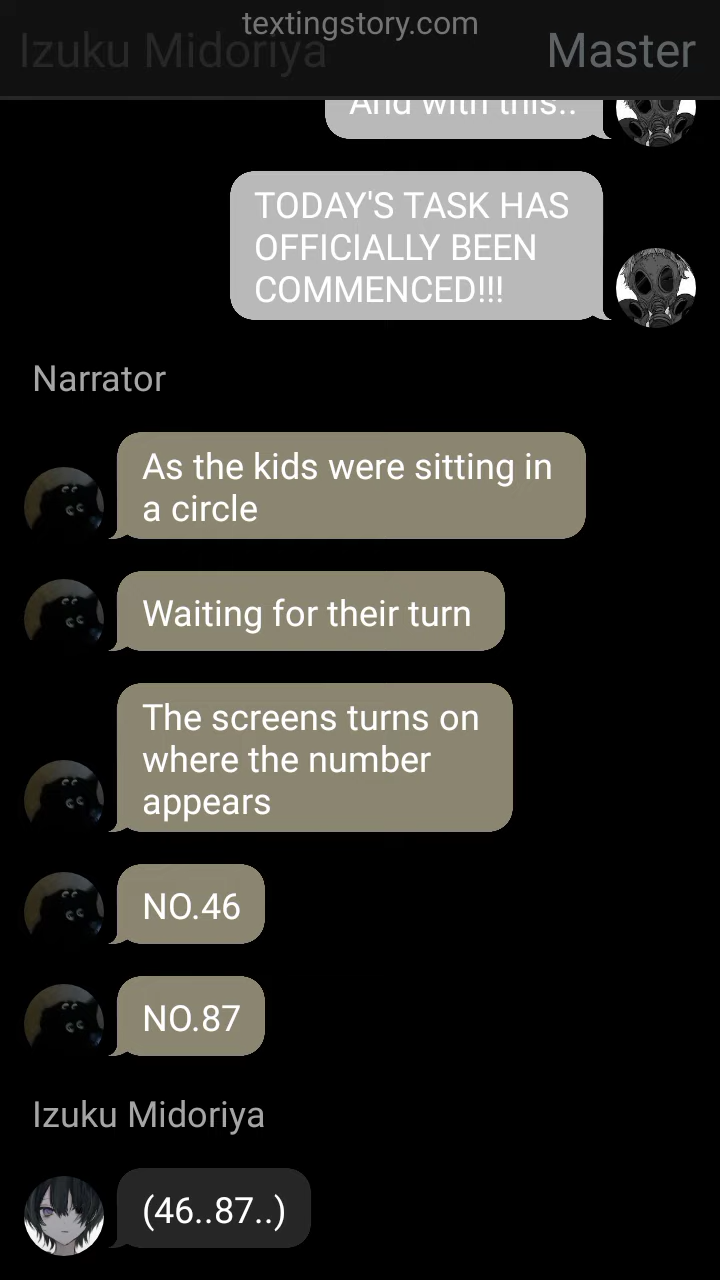 textingstory.com
Izuku Midoriya
Master
And with this..
TODAY'S TASK HAS
OFFICIALLY BEEN
COMMENCED!!!
Narrator
As the kids were sitting in
a circle
Waiting for their turn
The screens turns on
where the number
appears
NO.46
NO.87
Izuku Midoriya
(46..87..)